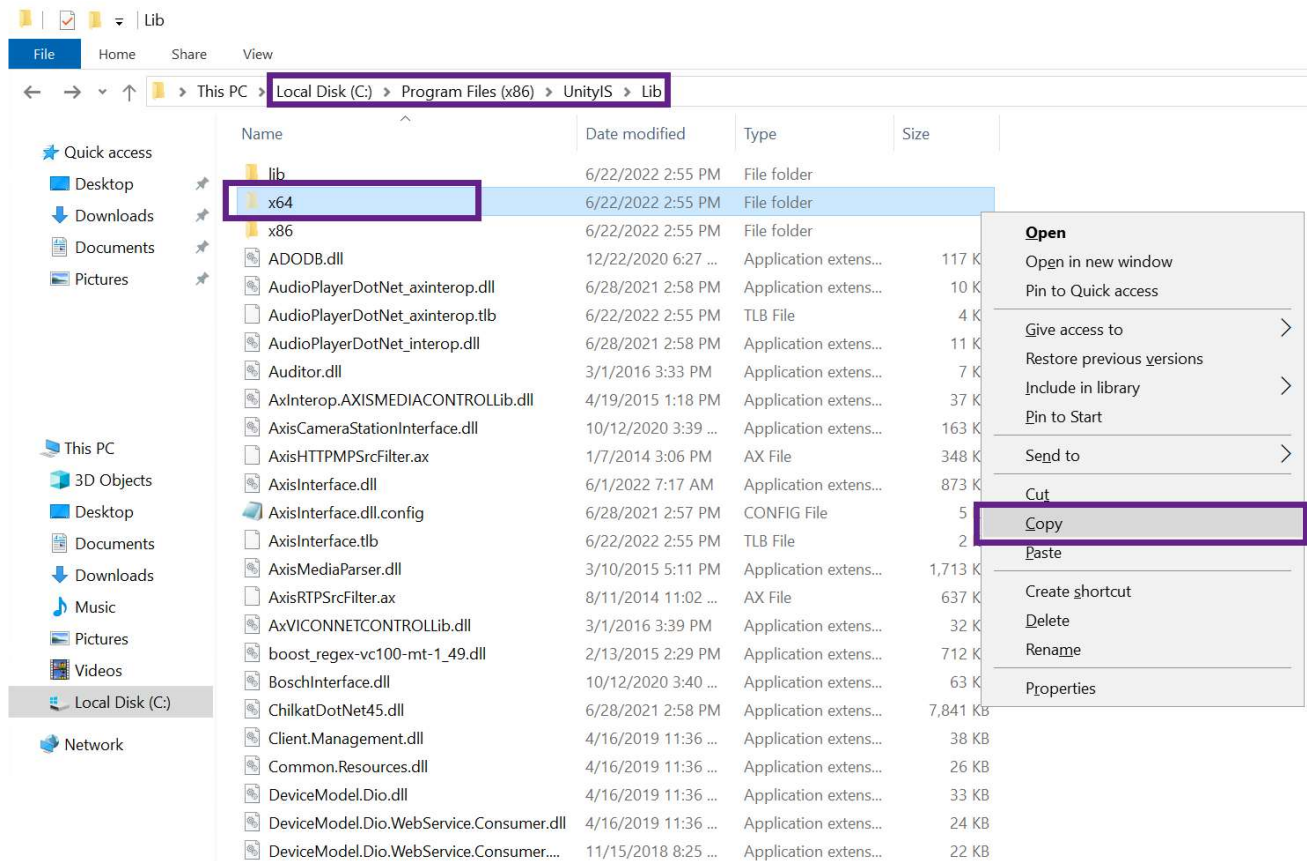 Lib
File Home Share View
This PC > Local Disk (C:) > Program Files (x86) > UnityIS > Lib
Name Date modified Type Size
Quick access
Desktop
Downloads
Documents
Pictures
This PC
3D Objects
Desktop
Documents
Downloads
Music
Pictures
Videos
Local Disk (C:)
Network
lib 6/22/2022 2:55 PM File folder
x64 6/22/2022 2:55 PM File folder
x86 6/22/2022 2:55 PM File folder
ADODB.dll 12/22/2020 6:27 ... Application extens... 117 K
AudioPlayerDotNet_axinterop.dll 6/28/2021 2:58 PM Application extens... 10 K
AudioPlayerDotNet_axinterop.tlb 6/22/2022 2:55 PM TLB File 4 K
AudioPlayerDotNet_interop.dll 6/28/2021 2:58 PM Application extens... 11 K
Auditor.dll 3/1/2016 3:33 PM Application extens... 7 K
AxInterop.AXISMEDIACONTROLLib.dll 4/19/2015 1:18 PM Application extens... 37 K
AxisCameraStationInterface.dll 10/12/2020 3:39 ... Application extens... 163 K
AxisHTTPMPSrcFilter.ax 1/7/2014 3:06 PM AX File 348 K
AxisInterface.dll 6/1/2022 7:17 AM Application extens... 873 K
AxisInterface.dll.config 6/28/2021 2:57 PM CONFIG File 5
AxisInterface.tlb 6/22/2022 2:55 PM TLB File 2
AxisMediaParser.dll 3/10/2015 5:11 PM Application extens... 1,713 K
AxisRTPSrcFilter.ax 8/11/2014 11:02 ... AX File 637 K
AxVICONNETCONTROLLib.dll 3/1/2016 3:39 PM Application extens... 32 K
boost_regex-vc100-mt-1_49.dll 2/13/2015 2:29 PM Application extens... 712 K
BoschInterface.dll 10/12/2020 3:40 ... Application extens... 63 K
ChilkatDotNet45.dll 6/28/2021 2:58 PM Application extens... 7,841 KB
Client.Management.dll 4/16/2019 11:36 ... Application extens... 38 KB
Common.Resources.dll 4/16/2019 11:36 ... Application extens... 26 KB
DeviceModel.Dio.dll 4/16/2019 11:36 ... Application extens... 33 KB
DeviceModel.Dio.WebService.Consumer.dll 4/16/2019 11:36 ... Application extens... 24 KB
DeviceModel.Dio.WebService.Consumer.... 11/15/2018 8:25 ... Application extens... 22 KB
Open
Open in new window
Pin to Quick access
Give access to
Restore previous versions
Include in library
Pin to Start
Send to
Cut
Copy
Paste
Create shortcut
Delete
Rename
Properties